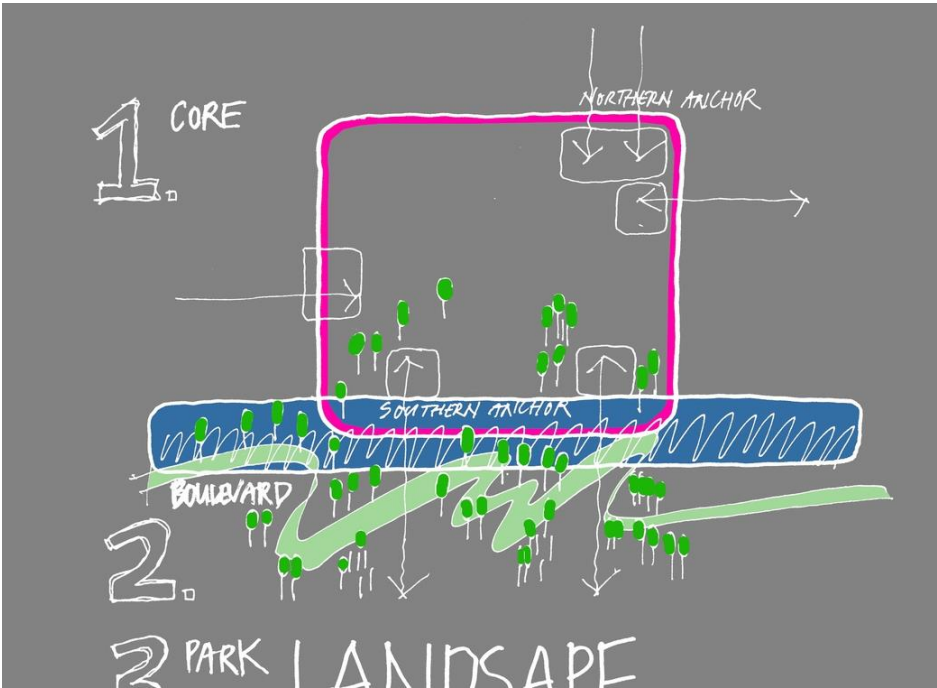 NORTHERN ANCHOR
1. CORE
SOUTHERN ANCHOR
BOULEVARD
2.
3 PARK LANDSAPE